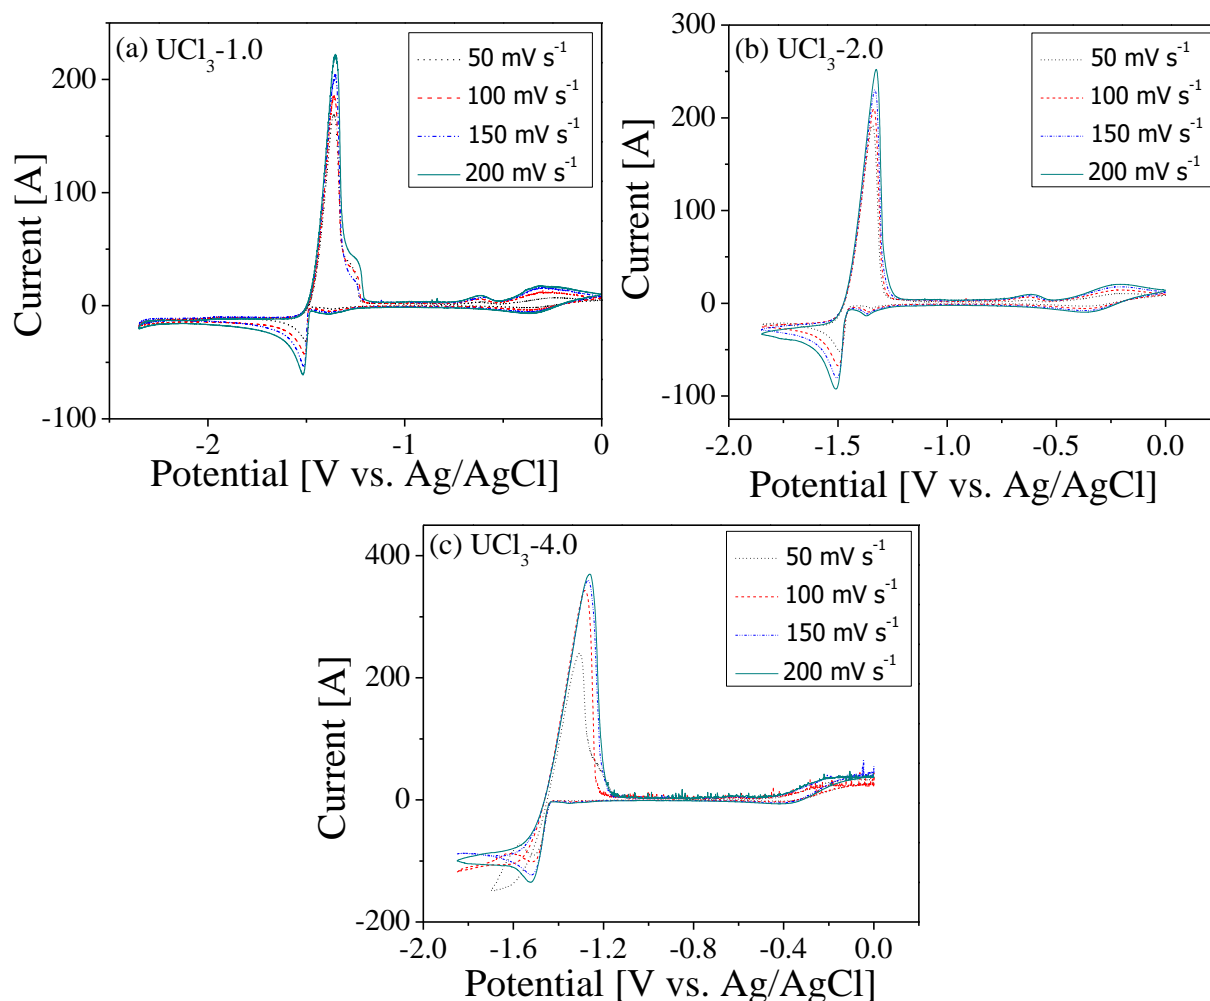 (a) UCl3-1.0
50 mV s-1
100 mV s-1
150 mV s-1
200 mV s-1
200
100
0
-100
Current [A]
-2
-1
0
Potential [V vs. Ag/AgCl]
(b) UCl3-2.0
50 mV s-1
100 mV s-1
150 mV s-1
200 mV s-1
300
200
100
0
-100
Current [A]
-2.0
-1.5
-1.0
-0.5
0.0
Potential [V vs. Ag/AgCl]
(c) UCl3-4.0
50 mV s-1
100 mV s-1
150 mV s-1
200 mV s-1
400
200
0
-200
Current [A]
-2.0
-1.6
-1.2
-0.8
-0.4
0.0
Potential [V vs. Ag/AgCl]